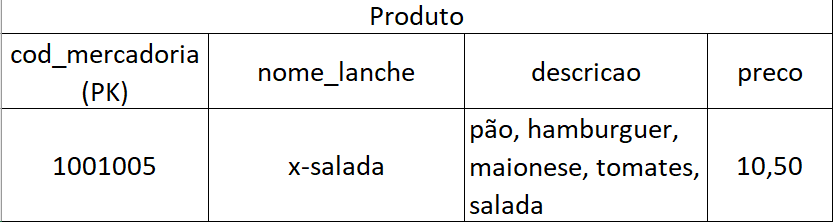 Produto
cod_mercadoria
(PK)
nome_lanche
descricao
preco
1001005
x-salada
pão, hamburguer,
maionese, tomates,
salada
10,50